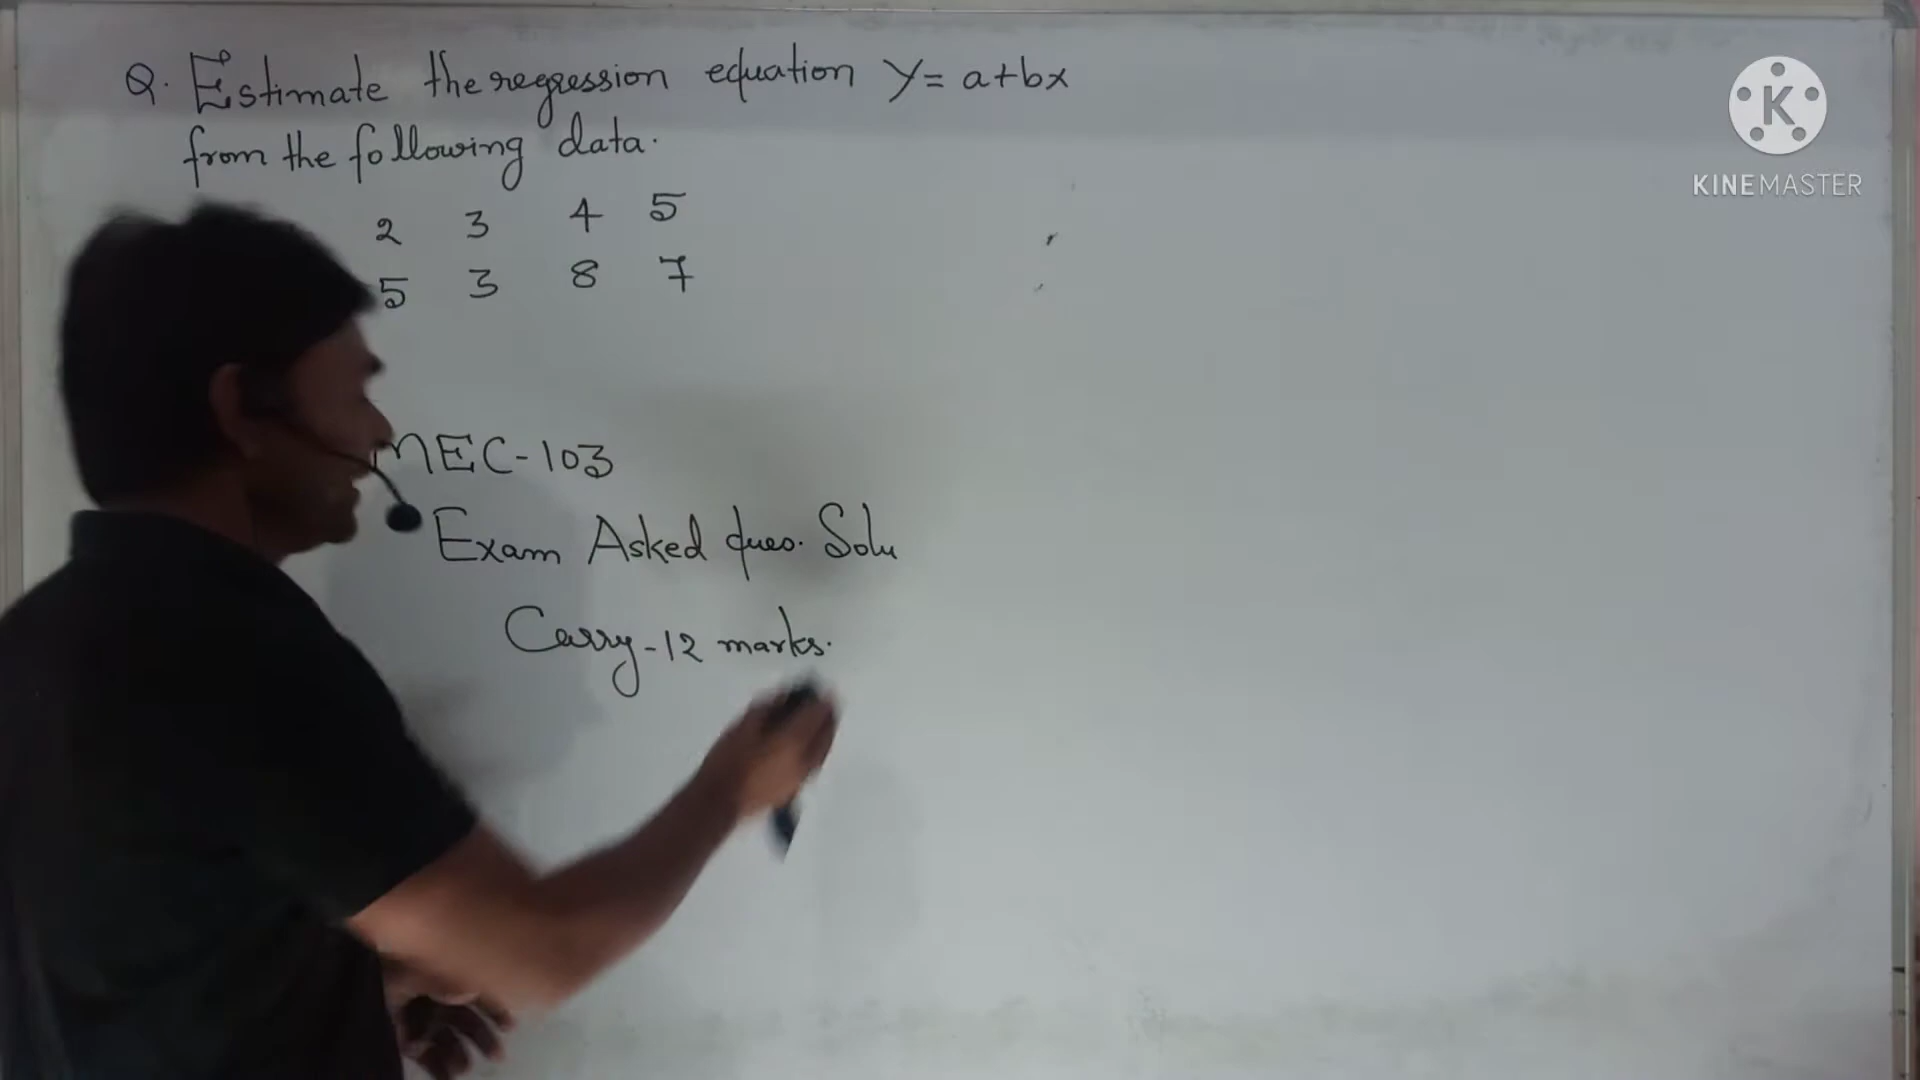 Q. Estimate the regression equation Y = a+bx
from the following data.
2 3 4 5
5 3 8 7
MEC-103
Exam Asked ques. Solu
Carry-12 marks.
K
KINEMASTER